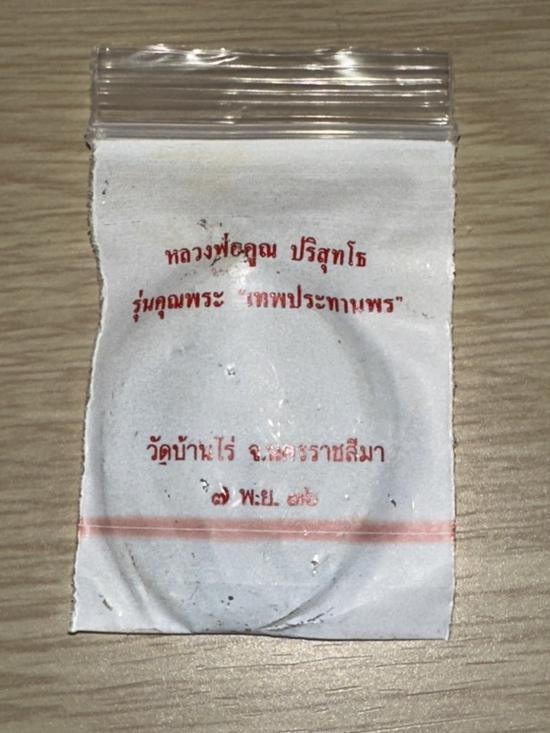 หลวงพ่อคูณ ปริสุทโธ
รุ่นคุณพระ "เทพประทานพร"
วัดบ้านไร่ จ.นครราชสีมา
๗ พ.ย. ๓๖